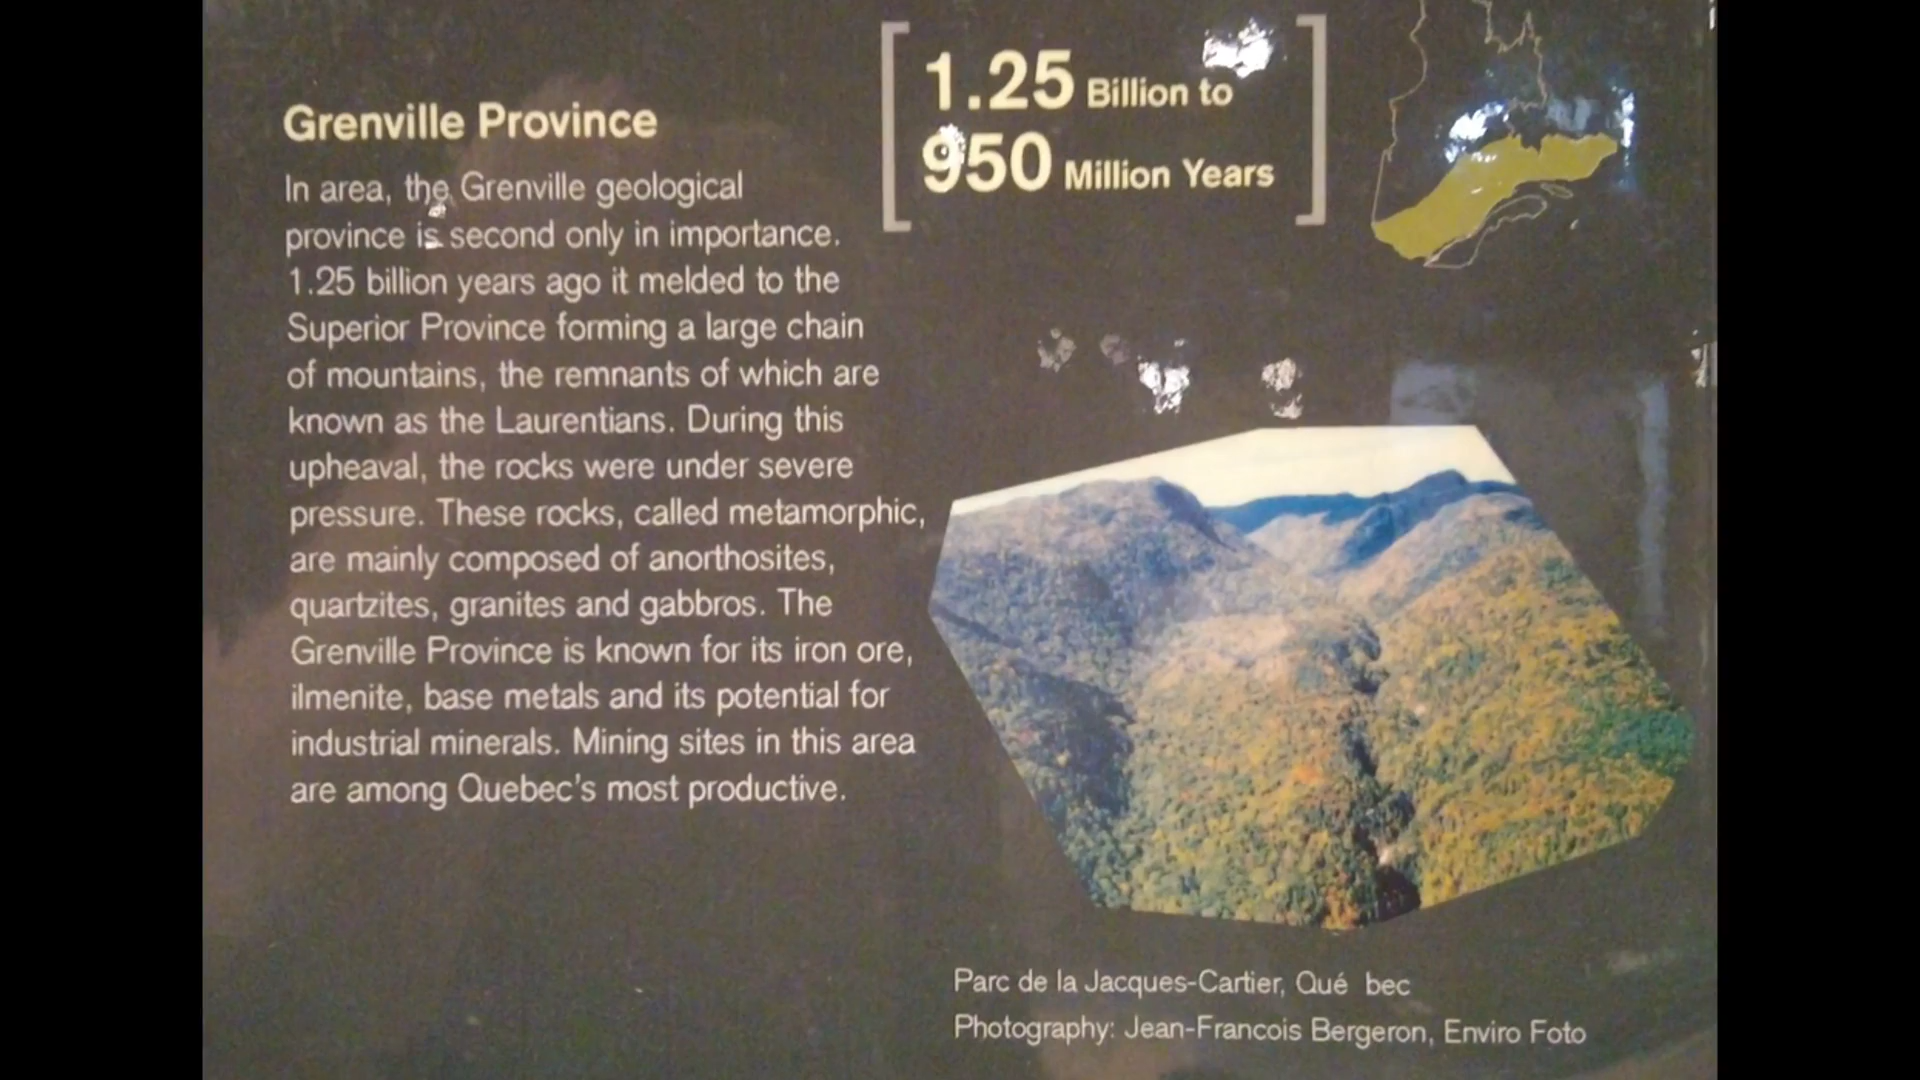 Grenville Province
In area, the Grenville geological
province is second only in importance.
1.25 billion years ago it melded to the
Superior Province forming a large chain
of mountains, the remnants of which are
known as the Laurentians. During this
upheaval, the rocks were under severe
pressure. These rocks, called metamorphic,
are mainly composed of anorthosites,
quartzites, granites and gabbros. The
Grenville Province is known for its iron ore,
ilmenite, base metals and its potential for
industrial minerals. Mining sites in this area
are among Quebec's most productive.
[1.25 Billion to
950 Million Years]
Parc de la Jacques-Cartier, Qué bec
Photography: Jean-Francois Bergeron, Enviro Foto